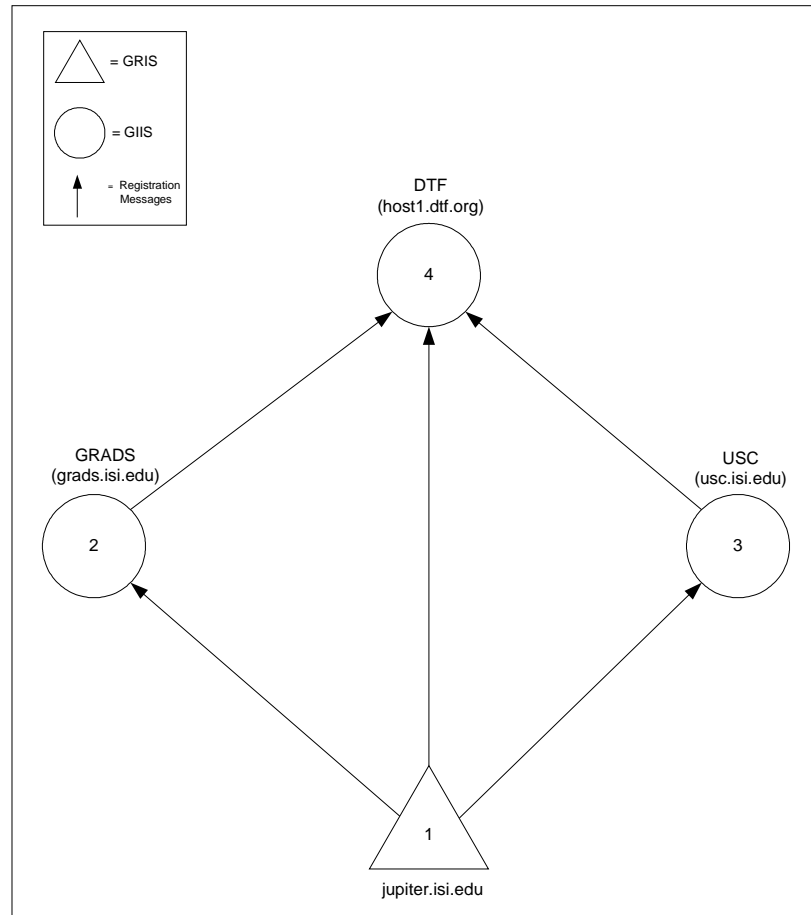 = GRIS
= GIIS
= Registration
Messages
DTF
(host1.dtf.org)
4
GRADS
(grads.isi.edu)
2
USC
(usc.isi.edu)
3
1
jupiter.isi.edu